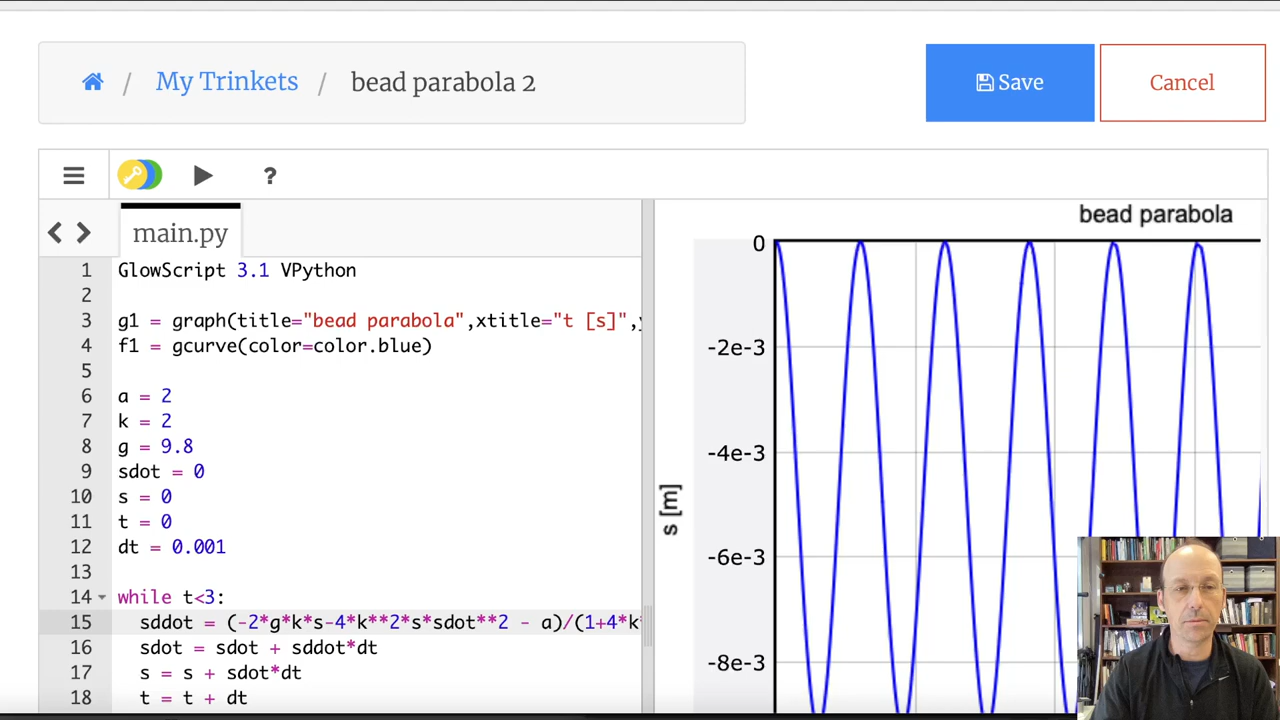 / My Trinkets / bead parabola 2
Save
Cancel
?
main.py
1 GlowScript 3.1 VPython
2
3 g1 = graph(title="bead parabola",xtitle="t [s]",
4 f1 = gcurve(color=color.blue)
5
6 a = 2
7 k = 2
8 g = 9.8
9 sdot = 0
10 s = 0
11 t = 0
12 dt = 0.001
13
14 while t<3:
15 sddot = (-2*g*k*s-4*k**2*s*sdot**2 - a)/(1+4*k
16 sdot = sdot + sddot*dt
17 s = s + sdot*dt
18 t = t + dt
bead parabola
0
-2e-3
-4e-3
-6e-3
-8e-3
s [m]